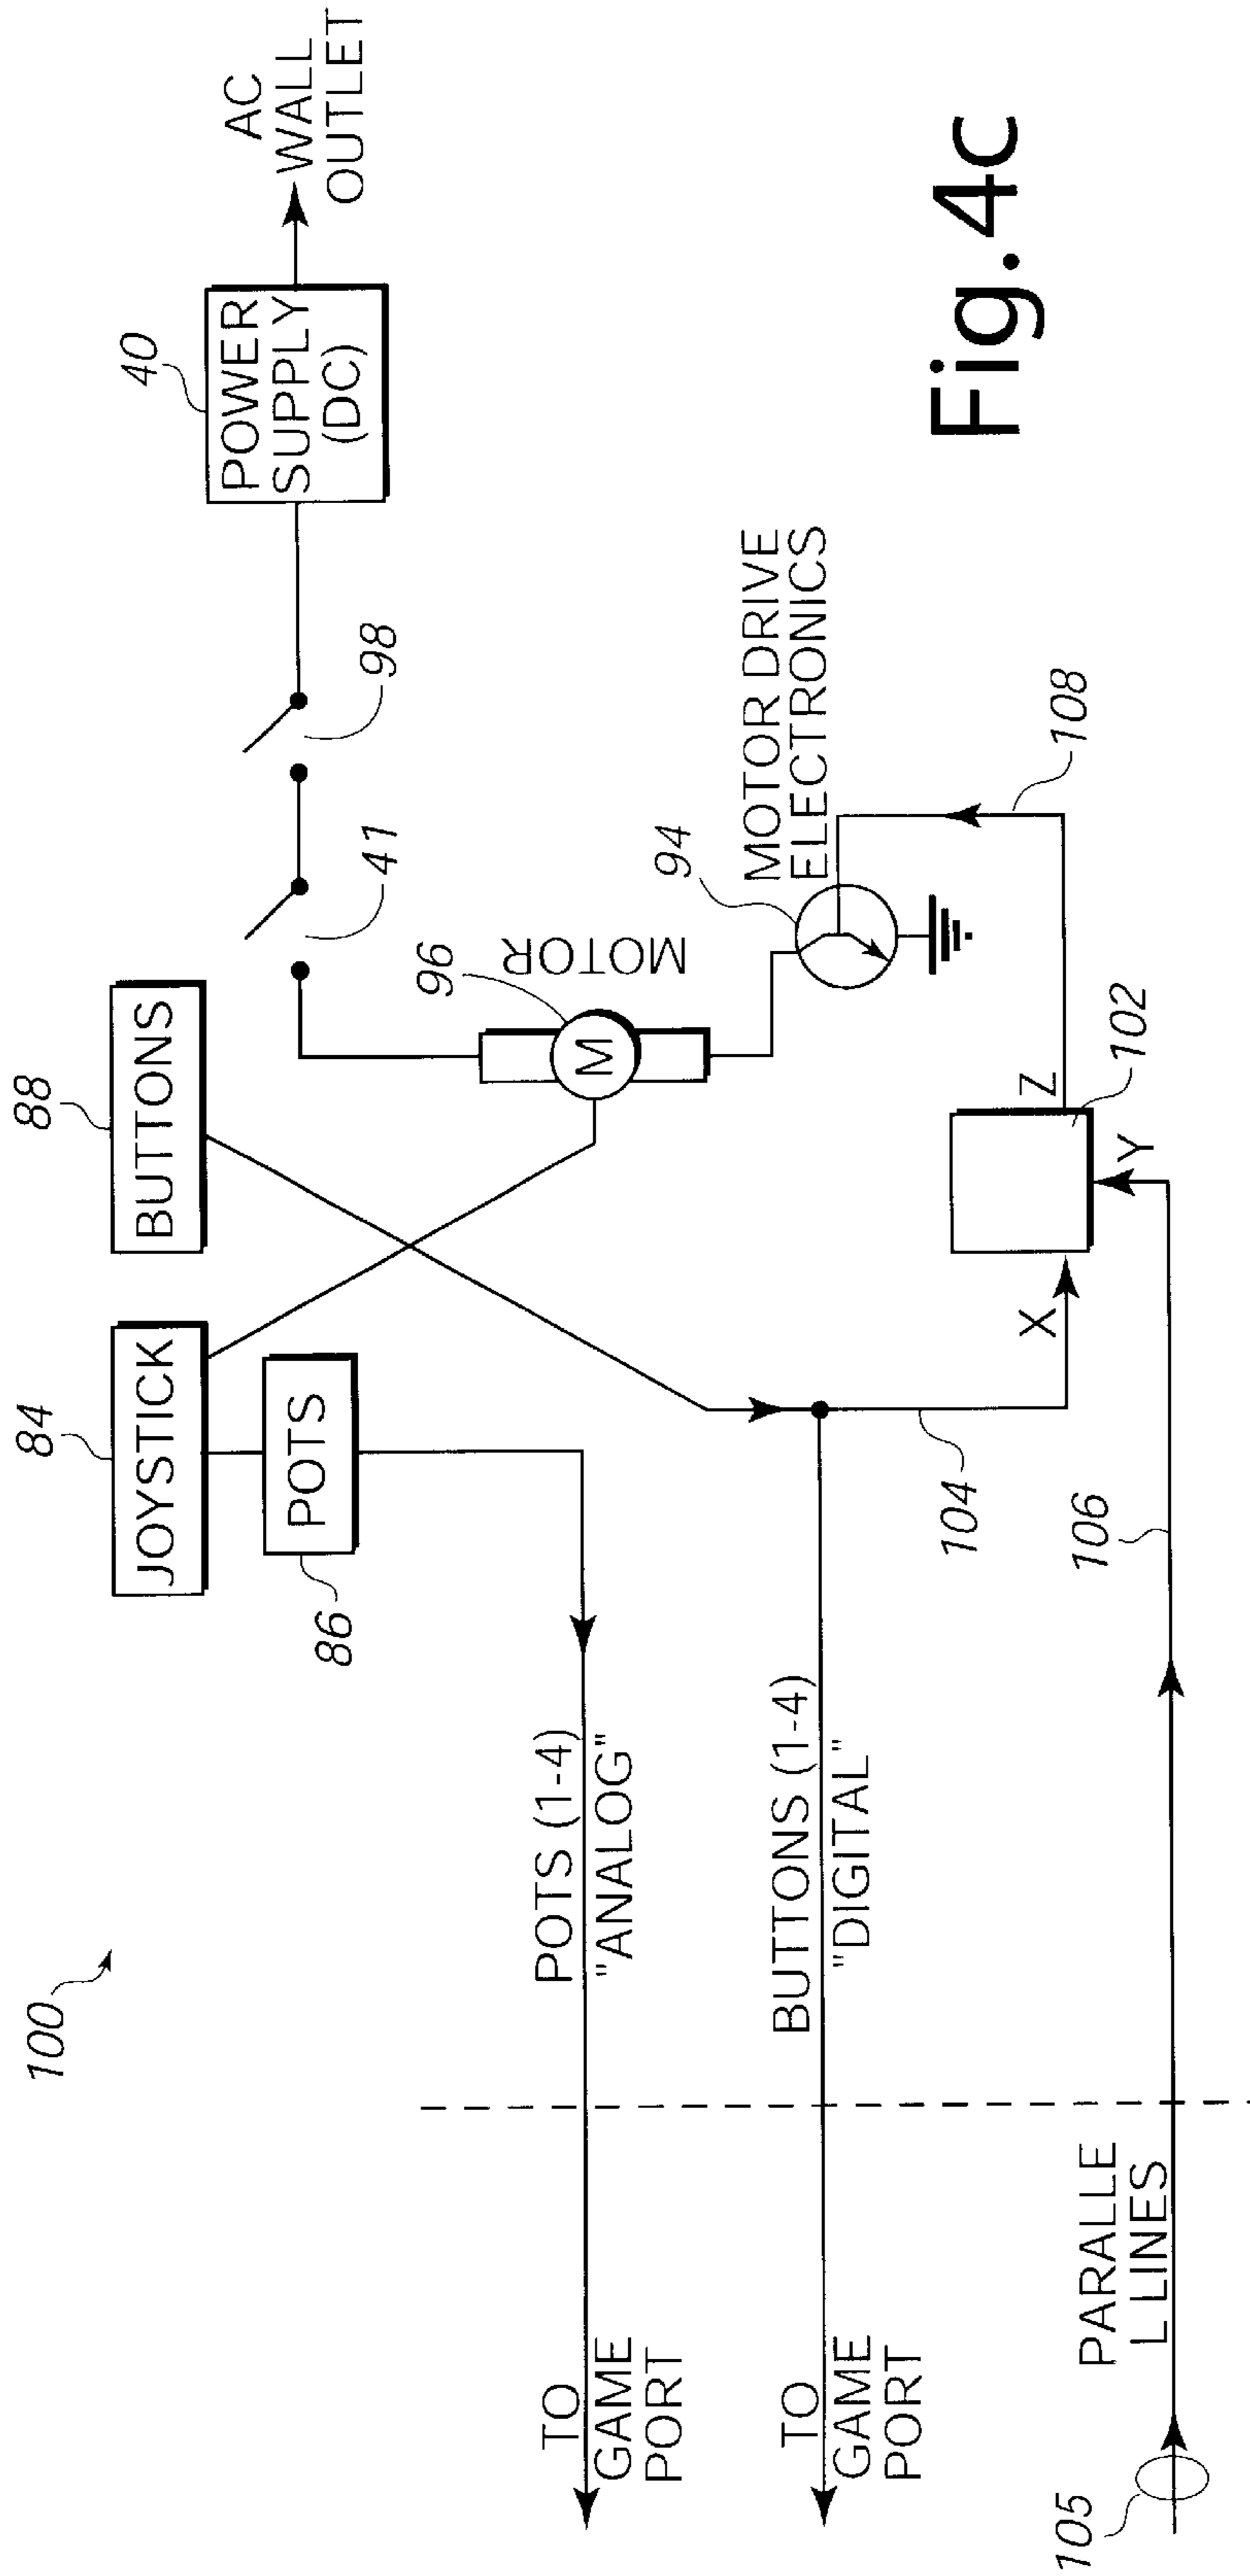 100
84
JOYSTICK
88
BUTTONS
86
POTS
40
POWER
SUPPLY
(DC)
AC
WALL
OUTLET
41
98
96
M
MOTOR
POTS (1-4)
"ANALOG"
TO
GAME
PORT
94
MOTOR DRIVE
ELECTRONICS
BUTTONS (1-4)
"DIGITAL"
TO
GAME
PORT
104
X
Z
Y
102
108
106
PARALLE
L LINES
105
Fig.4c